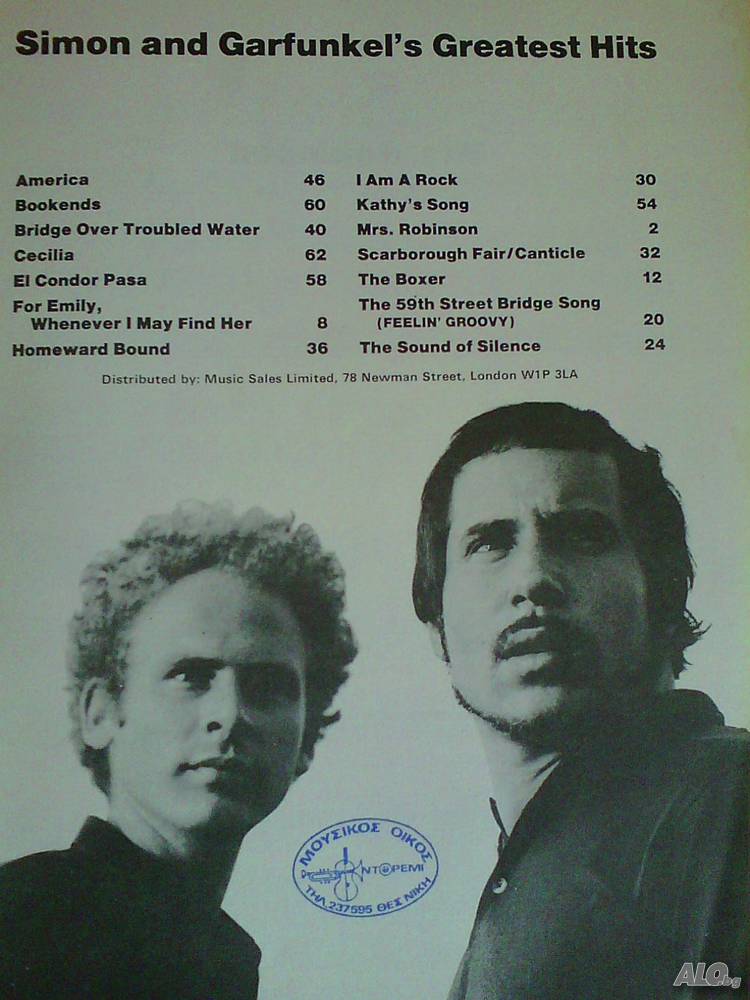 Simon and Garfunkel's Greatest Hits
America 46
Bookends 60
Bridge Over Troubled Water 40
Cecilia 62
El Condor Pasa 58
For Emily,
Whenever I May Find Her 8
Homeward Bound 36
I Am A Rock 30
Kathy's Song 54
Mrs. Robinson 2
Scarborough Fair/Canticle 32
The Boxer 12
The 59th Street Bridge Song
(FEELIN' GROOVY) 20
The Sound of Silence 24
Distributed by: Music Sales Limited, 78 Newman Street, London W1P 3LA
ΜΟΥΣΙΚΟΣ ΟΙΚΟΣ
ΝΤΟΡΕΜΙ
ΤΗΛ. 237595 ΘΕΣ ΝΙΚΗ
ALO.bg